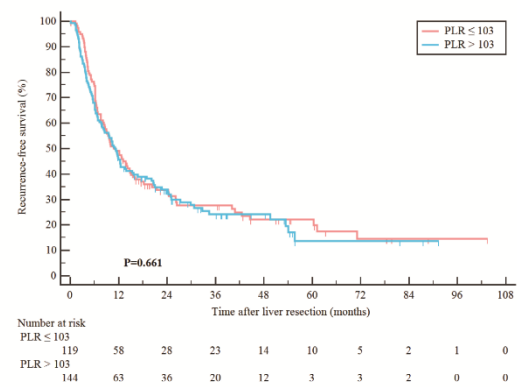 PLR ≤ 103
PLR > 103
Recurrence-free survival (%)
100
90
80
70
60
50
40
30
20
10
0
P=0.661
0 12 24 36 48 60 72 84 96 108
Time after liver resection (months)
Number at risk
PLR ≤ 103
119 58 28 23 14 10 5 2 1 0
PLR > 103
144 63 36 20 12 3 3 2 0 0